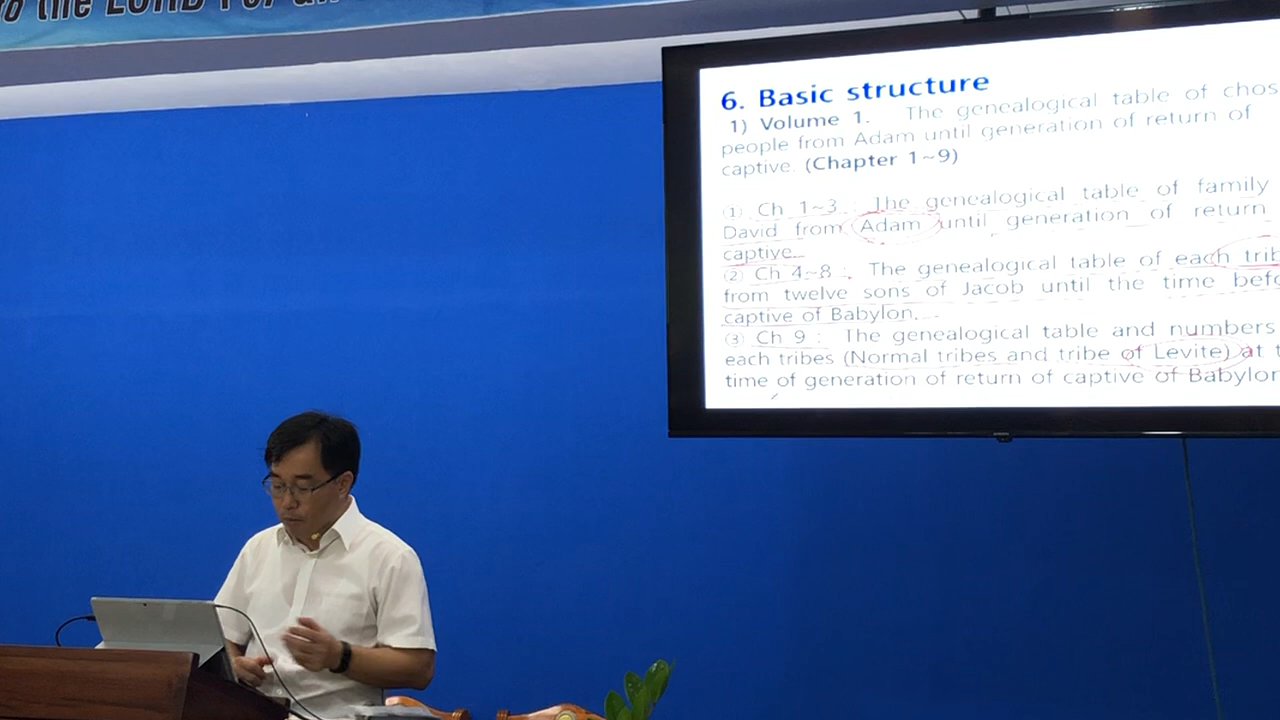 to the LORD For
6. Basic structure
1) Volume 1. The genealogical table of chos
people from Adam until generation of return of
captive. (Chapter 1~9)
① Ch 1~3 : The genealogical table of family
David from Adam until generation of return
captive.
② Ch 4~8 : The genealogical table of each trib
from twelve sons of Jacob until the time befo
captive of Babylon.
③ Ch 9 : The genealogical table and numbers
each tribes (Normal tribes and tribe of Levite) at t
time of generation of return of captive of Babylon